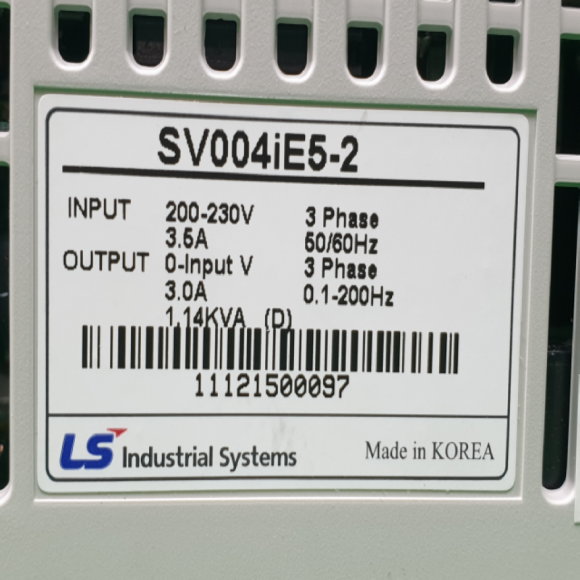 SV004iE5-2
INPUT 200-230V 3 Phase
3.5A 50/60Hz
OUTPUT 0-Input V 3 Phase
3.0A 0.1-200Hz
1.14KVA (D)
11121500097
LS Industrial Systems Made in KOREA